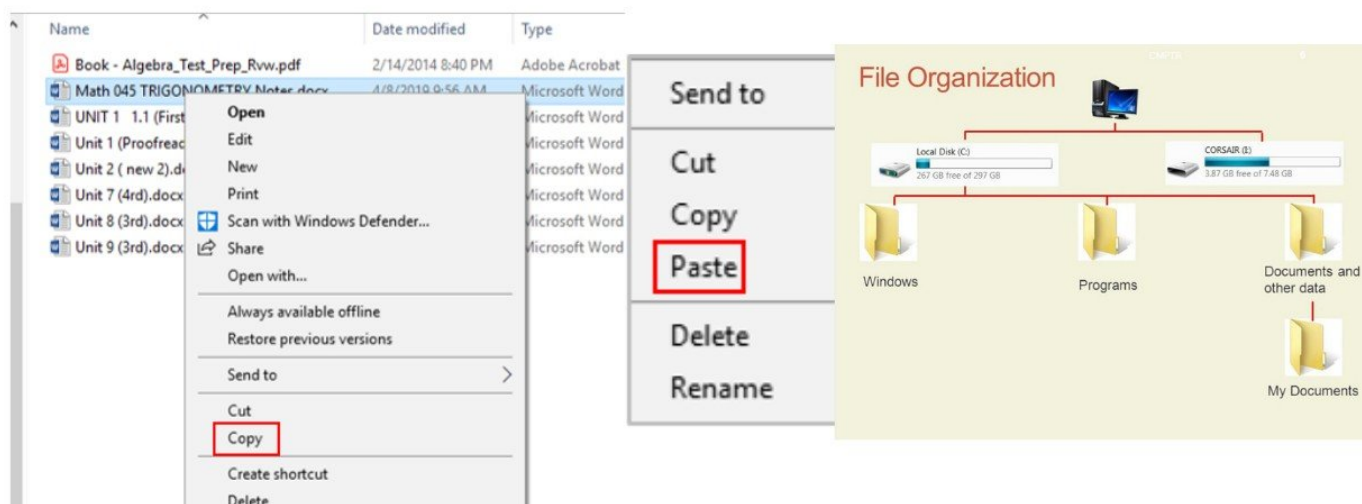 Name Date modified Type
Book - Algebra_Test_Prep_Rvw.pdf 2/14/2014 8:40 PM Adobe Acrobat
Math 045 TRIGONOMETRY Notes.docx 4/8/2019 9:56 AM Microsoft Word
UNIT 1 1.1 (First Microsoft Word
Unit 1 (Proofread Microsoft Word
Unit 2 ( new 2).d Microsoft Word
Unit 7 (4rd).docx Microsoft Word
Unit 8 (3rd).docx Microsoft Word
Unit 9 (3rd).docx Microsoft Word
Open
Edit
New
Print
Scan with Windows Defender...
Share
Open with...
Always available offline
Restore previous versions
Send to
Cut
Copy
Create shortcut
Delete
Send to
Cut
Copy
Paste
Delete
Rename
CMPTR 6
File Organization
Local Disk (C:)
267 GB free of 297 GB
CORSAIR (I:)
3.87 GB free of 7.48 GB
Windows
Programs
Documents and
other data
My Documents